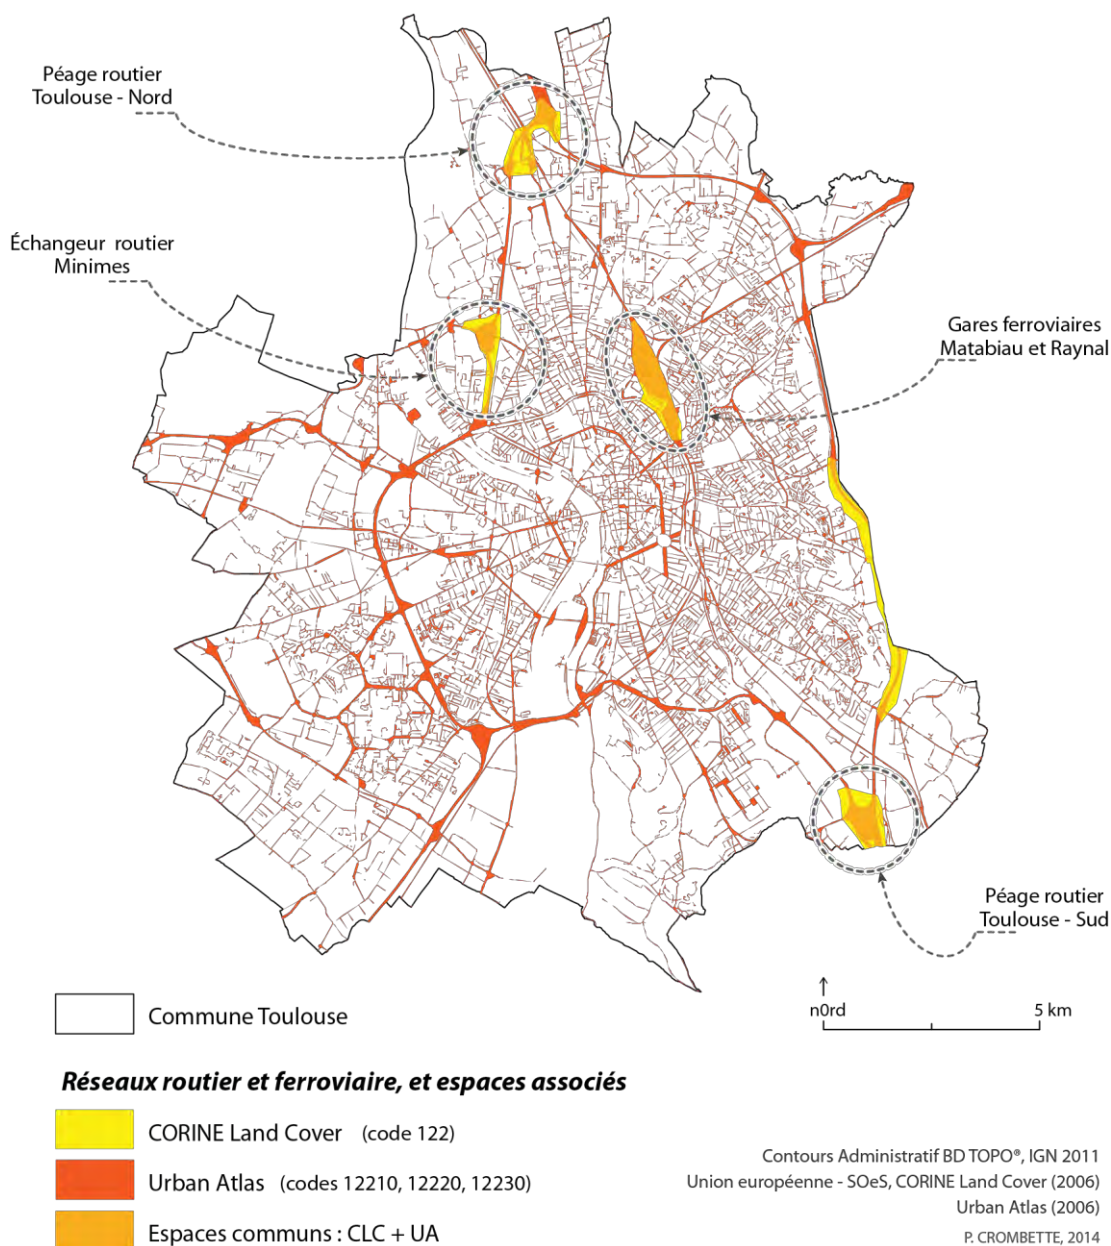 Péage routier
Toulouse - Nord
Échangeur routier
Minimes
Gares ferroviaires
Matabiau et Raynal
Péage routier
Toulouse - Sud
n0rd
5 km
Commune Toulouse
Réseaux routier et ferroviaire, et espaces associés
CORINE Land Cover (code 122)
Urban Atlas (codes 12210, 12220, 12230)
Espaces communs : CLC + UA
Contours Administratif BD TOPO®, IGN 2011
Union européenne - SOeS, CORINE Land Cover (2006)
Urban Atlas (2006)
P. CROMBETTE, 2014